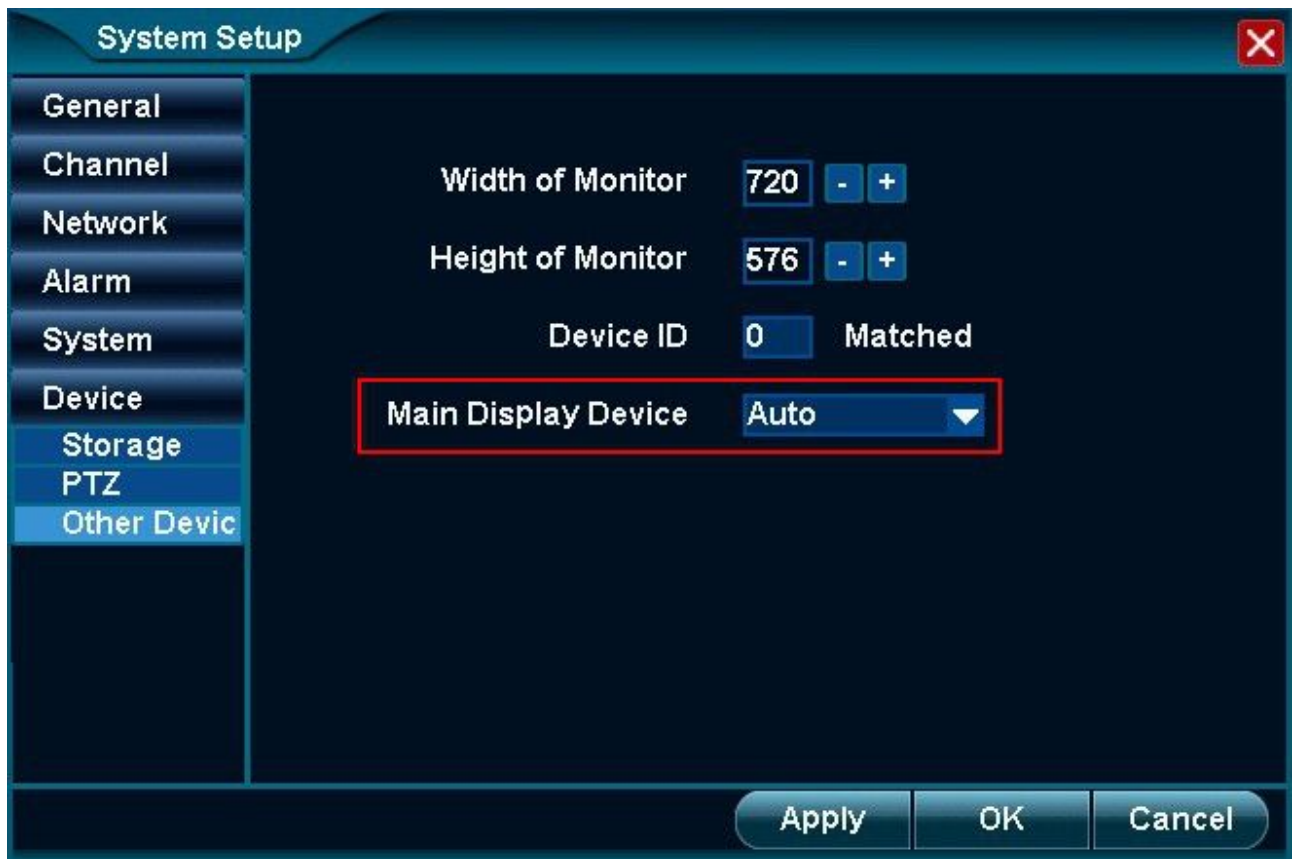 System Setup
General
Channel
Network
Alarm
System
Device
Storage
PTZ
Other Devic
Width of Monitor 720 - +
Height of Monitor 576 - +
Device ID 0 Matched
Main Display Device Auto
Apply OK Cancel